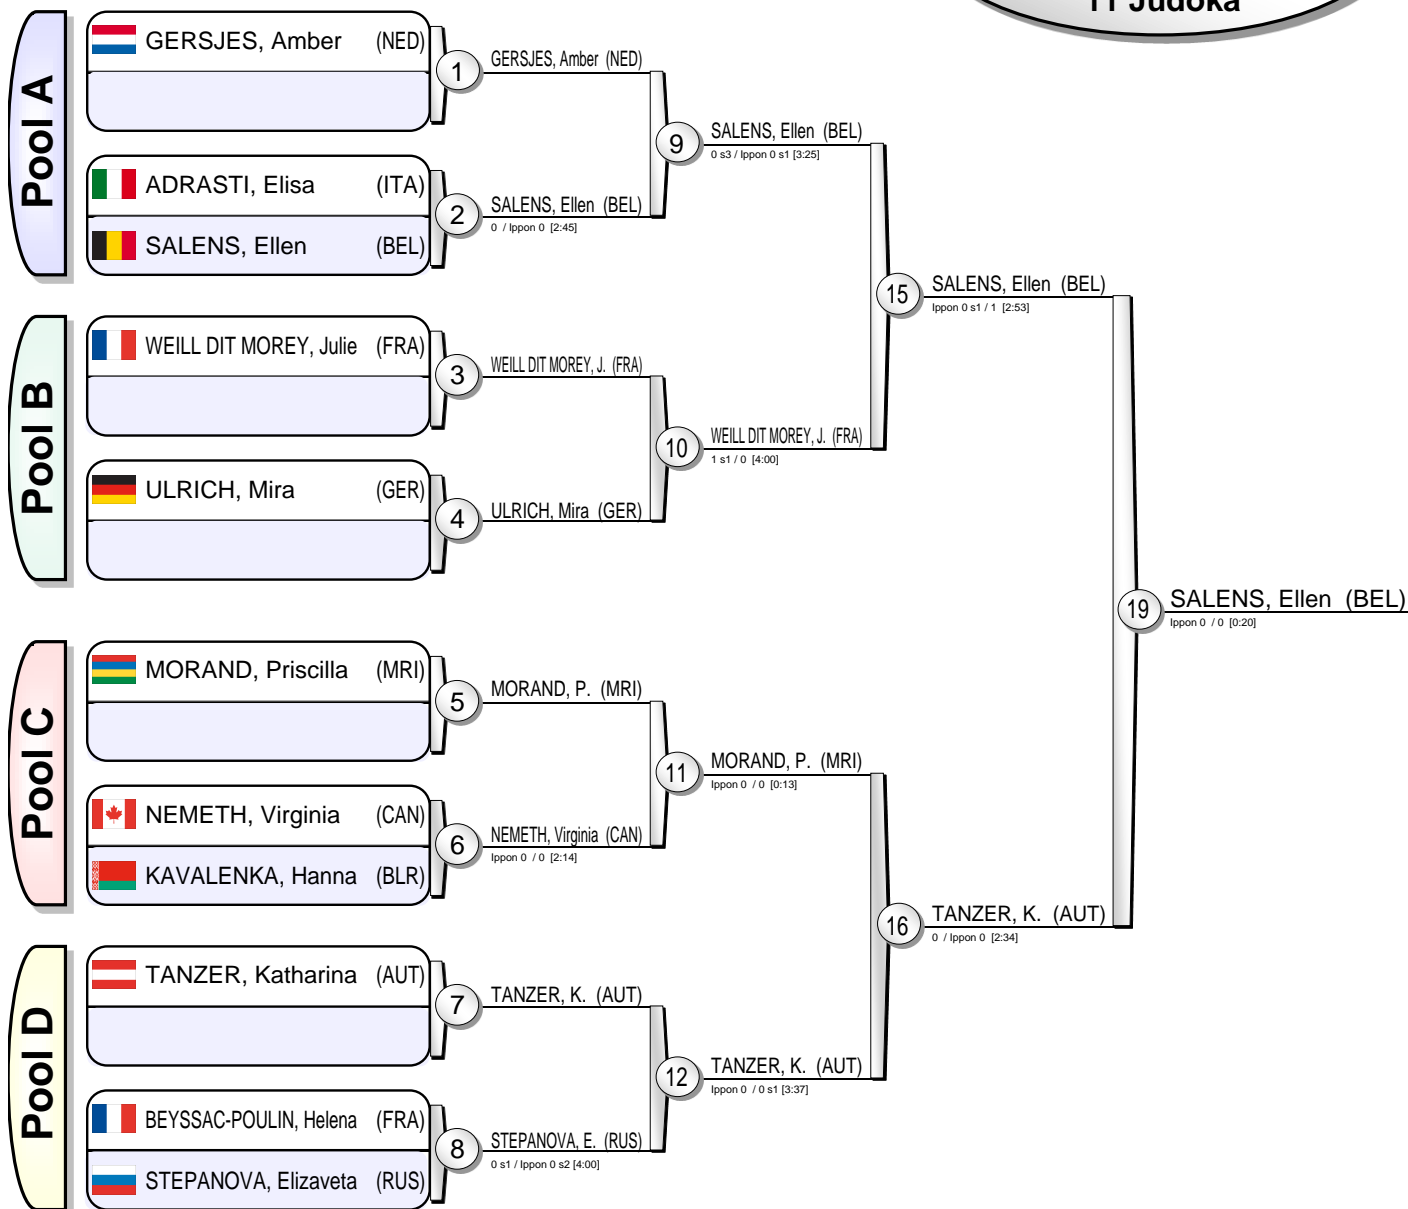 11 Judoka
Pool A
GERSJES, Amber (NED)
1
GERSJES, Amber (NED)
ADRASTI, Elisa (ITA)
SALENS, Ellen (BEL)
2
SALENS, Ellen (BEL)
0 / Ippon 0 [2:45]
9
SALENS, Ellen (BEL)
0 s3 / Ippon 0 s1 [3:25]
Pool B
WEILL DIT MOREY, Julie (FRA)
3
WEILL DIT MOREY, J. (FRA)
ULRICH, Mira (GER)
4
ULRICH, Mira (GER)
10
WEILL DIT MOREY, J. (FRA)
1 s1 / 0 [4:00]
15
SALENS, Ellen (BEL)
Ippon 0 s1 / 1 [2:53]
Pool C
MORAND, Priscilla (MRI)
5
MORAND, P. (MRI)
NEMETH, Virginia (CAN)
KAVALENKA, Hanna (BLR)
6
NEMETH, Virginia (CAN)
Ippon 0 / 0 [2:14]
11
MORAND, P. (MRI)
Ippon 0 / 0 [0:13]
Pool D
TANZER, Katharina (AUT)
7
TANZER, K. (AUT)
BEYSSAC-POULIN, Helena (FRA)
STEPANOVA, Elizaveta (RUS)
8
STEPANOVA, E. (RUS)
0 s1 / Ippon 0 s2 [4:00]
12
TANZER, K. (AUT)
Ippon 0 / 0 s1 [3:37]
16
TANZER, K. (AUT)
0 / Ippon 0 [2:34]
19
SALENS, Ellen (BEL)
Ippon 0 / 0 [0:20]